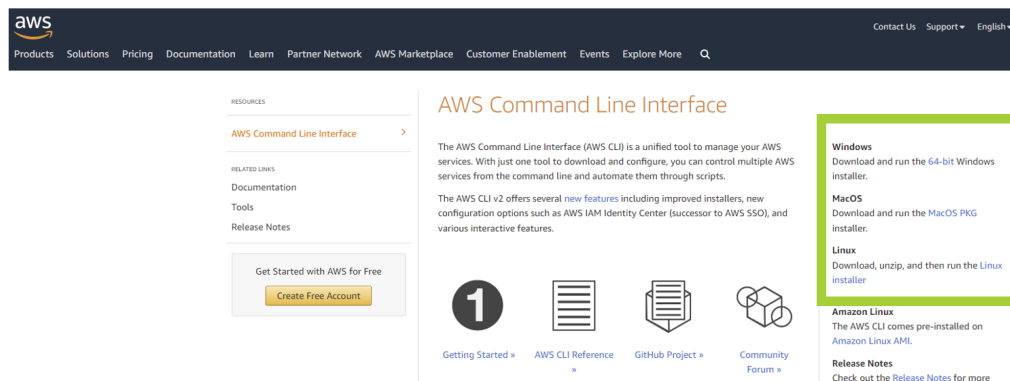 aws
Contact Us Support English
Products Solutions Pricing Documentation Learn Partner Network AWS Marketplace Customer Enablement Events Explore More
RESOURCES
AWS Command Line Interface
RELATED LINKS
Documentation
Tools
Release Notes
Get Started with AWS for Free
Create Free Account
AWS Command Line Interface
The AWS Command Line Interface (AWS CLI) is a unified tool to manage your AWS
services. With just one tool to download and configure, you can control multiple AWS
services from the command line and automate them through scripts.
The AWS CLI v2 offers several new features including improved installers, new
configuration options such as AWS IAM Identity Center (successor to AWS SSO), and
various interactive features.
1
Getting Started »
AWS CLI Reference
»
GitHub Project »
Community
Forum »
Windows
Download and run the 64-bit Windows
installer.
MacOS
Download and run the MacOS PKG
installer.
Linux
Download, unzip, and then run the Linux
installer
Amazon Linux
The AWS CLI comes pre-installed on
Amazon Linux AMI.
Release Notes
Check out the Release Notes for more